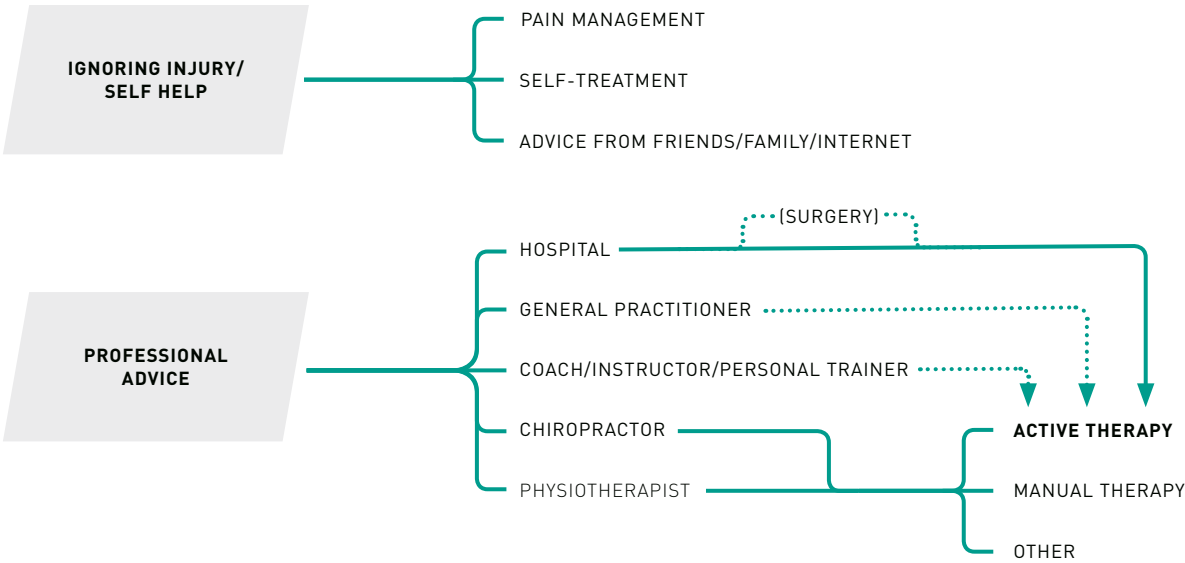 IGNORING INJURY/
SELF HELP
PAIN MANAGEMENT
SELF-TREATMENT
ADVICE FROM FRIENDS/FAMILY/INTERNET
PROFESSIONAL
ADVICE
(SURGERY)
HOSPITAL
GENERAL PRACTITIONER
COACH/INSTRUCTOR/PERSONAL TRAINER
CHIROPRACTOR
PHYSIOTHERAPIST
ACTIVE THERAPY
MANUAL THERAPY
OTHER